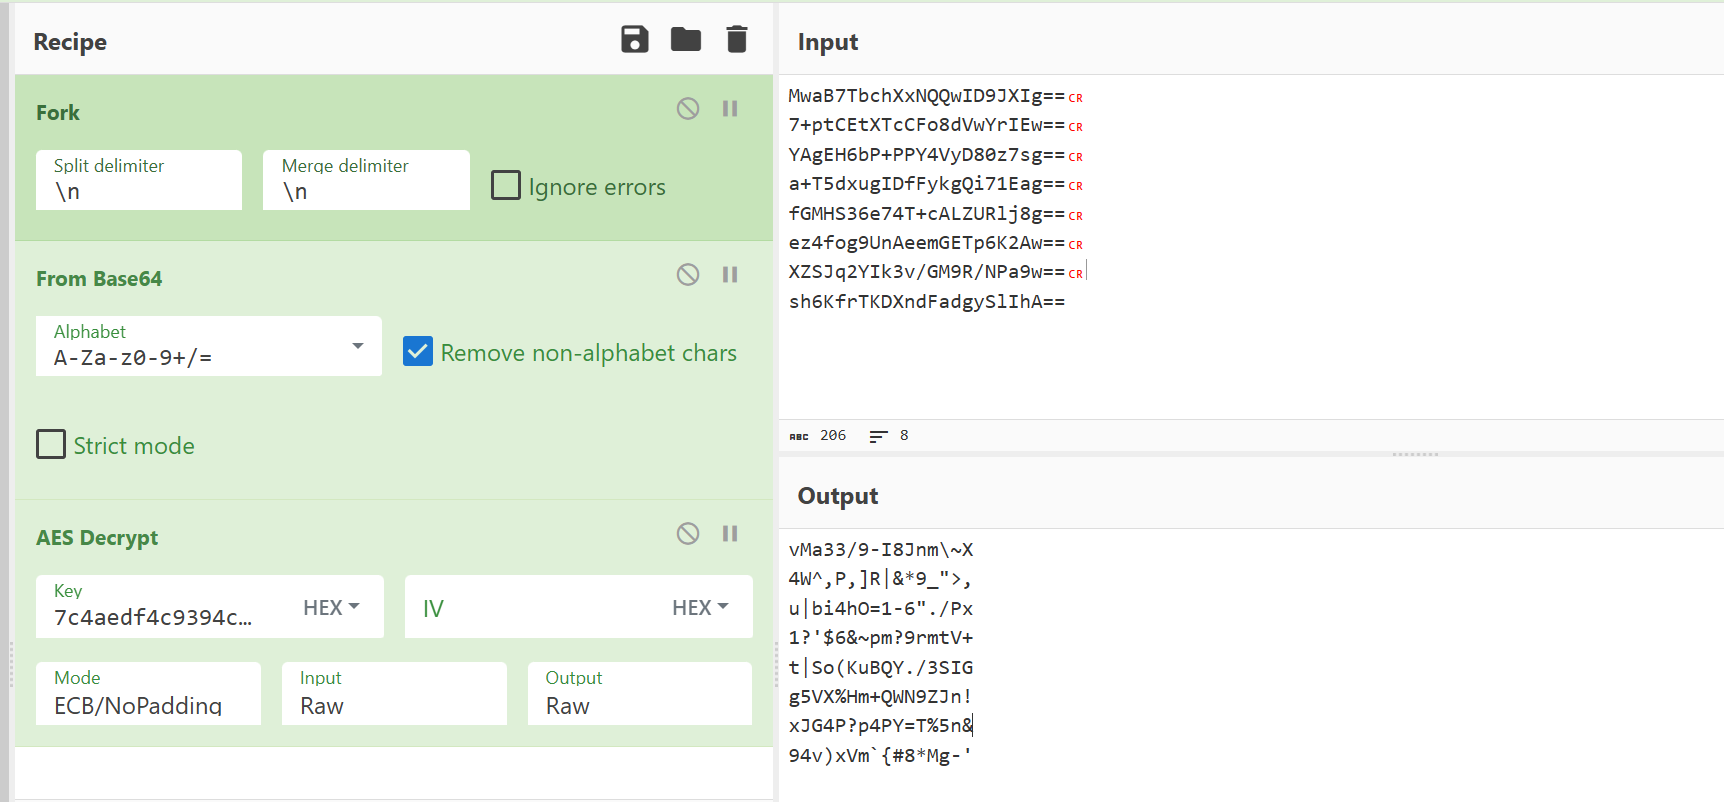 Recipe
Fork
Split delimiter
\n
Merge delimiter
\n
Ignore errors
From Base64
Alphabet
A-Za-z0-9+/=
Remove non-alphabet chars
Strict mode
AES Decrypt
Key
7c4aedf4c9394c…
HEX
IV
HEX
Mode
ECB/NoPadding
Input
Raw
Output
Raw
Input
MwaB7TbchXxNQQwID9JXIg==CR
7+ptCEtXTcCFo8dVwYrIEw==CR
YAgEH6bP+PPY4VyD80z7sg==CR
a+T5dxugIDfFykgQi71Eag==CR
fGMHS36e74T+cALZURlj8g==CR
ez4fog9UnAeemGETp6K2Aw==CR
XZSJq2YIk3v/GM9R/NPa9w==CR
sh6KfrTKDXndFadgySlIhA==
ABC 206 8
Output
vMa33/9-I8Jnm\~X
4W^,P,]R|&*9_">,
u|bi4hO=1-6"./Px
1?'$6&~pm?9rmtV+
t|So(KuBQY./3SIG
g5VX%Hm+QWN9ZJn!
xJG4P?p4PY=T%5n&
94v)xVm`{#8*Mg-'